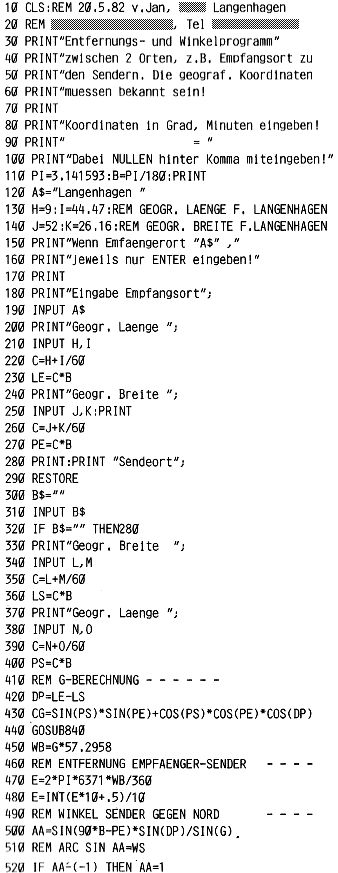 10 CLS:REM 20.5.82 v.Jan, Langenhagen
20 REM , Tel
30 PRINT"Entfernungs- und Winkelprogramm"
40 PRINT"zwischen 2 Orten, z.B. Empfangsort zu
50 PRINT"den Sendern. Die geograf. Koordinaten
60 PRINT"muessen bekannt sein!
70 PRINT
80 PRINT"Koordinaten in Grad, Minuten eingeben!
90 PRINT" = "
100 PRINT"Dabei NULLEN hinter Komma miteingeben!"
110 PI=3.141593:B=PI/180:PRINT
120 A$="Langenhagen "
130 H=9:I=44.47:REM GEOGR. LAENGE F. LANGENHAGEN
140 J=52:K=26.16:REM GEOGR. BREITE F.LANGENHAGEN
150 PRINT"Wenn Emfaengerort "A$" ,"
160 PRINT"jeweils nur ENTER eingeben!"
170 PRINT
180 PRINT"Eingabe Empfangsort";
190 INPUT A$
200 PRINT"Geogr. Laenge ";
210 INPUT H,I
220 C=H+I/60
230 LE=C*B
240 PRINT"Geogr. Breite ";
250 INPUT J,K:PRINT
260 C=J+K/60
270 PE=C*B
280 PRINT:PRINT "Sendeort";
290 RESTORE
300 B$=""
310 INPUT B$
320 IF B$="" THEN280
330 PRINT"Geogr. Breite  ";
340 INPUT L,M
350 C=L+M/60
360 LS=C*B
370 PRINT"Geogr. Laenge ";
380 INPUT N,O
390 C=N+O/60
400 PS=C*B
410 REM G-BERECHNUNG - - - - - -
420 DP=LE-LS
430 CG=SIN(PS)*SIN(PE)+COS(PS)*COS(PE)*COS(DP)
440 GOSUB840
450 WB=G*57.2958
460 REM ENTFERNUNG EMPFAENGER-SENDER - - - -
470 E=2*PI*6371*WB/360
480 E=INT(E*10+.5)/10
490 REM WINKEL SENDER GEGEN NORD - - - -
500 AA=SIN(90*B-PE)*SIN(DP)/SIN(G)
510 REM ARC SIN AA=WS
520 IF AA-(-1) THEN AA=1